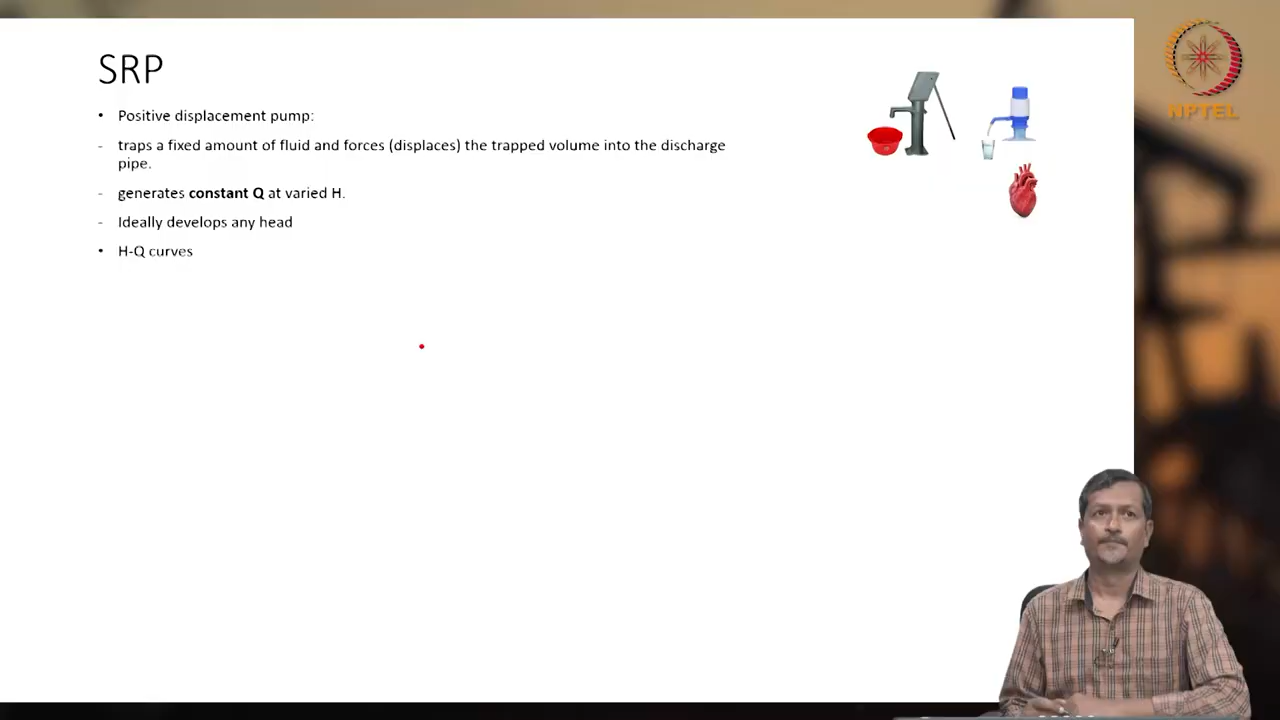 SRP
• Positive displacement pump:
- traps a fixed amount of fluid and forces (displaces) the trapped volume into the discharge
pipe.
- generates constant Q at varied H.
- Ideally develops any head
• H-Q curves
NPTEL